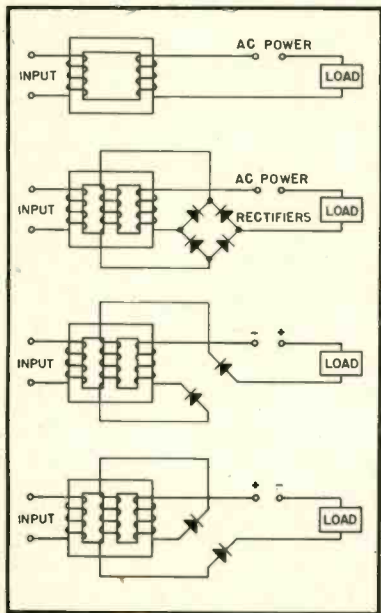 AC POWER
INPUT
LOAD
AC POWER
INPUT
RECTIFIERS
LOAD
- +
INPUT
LOAD
+ -
INPUT
LOAD